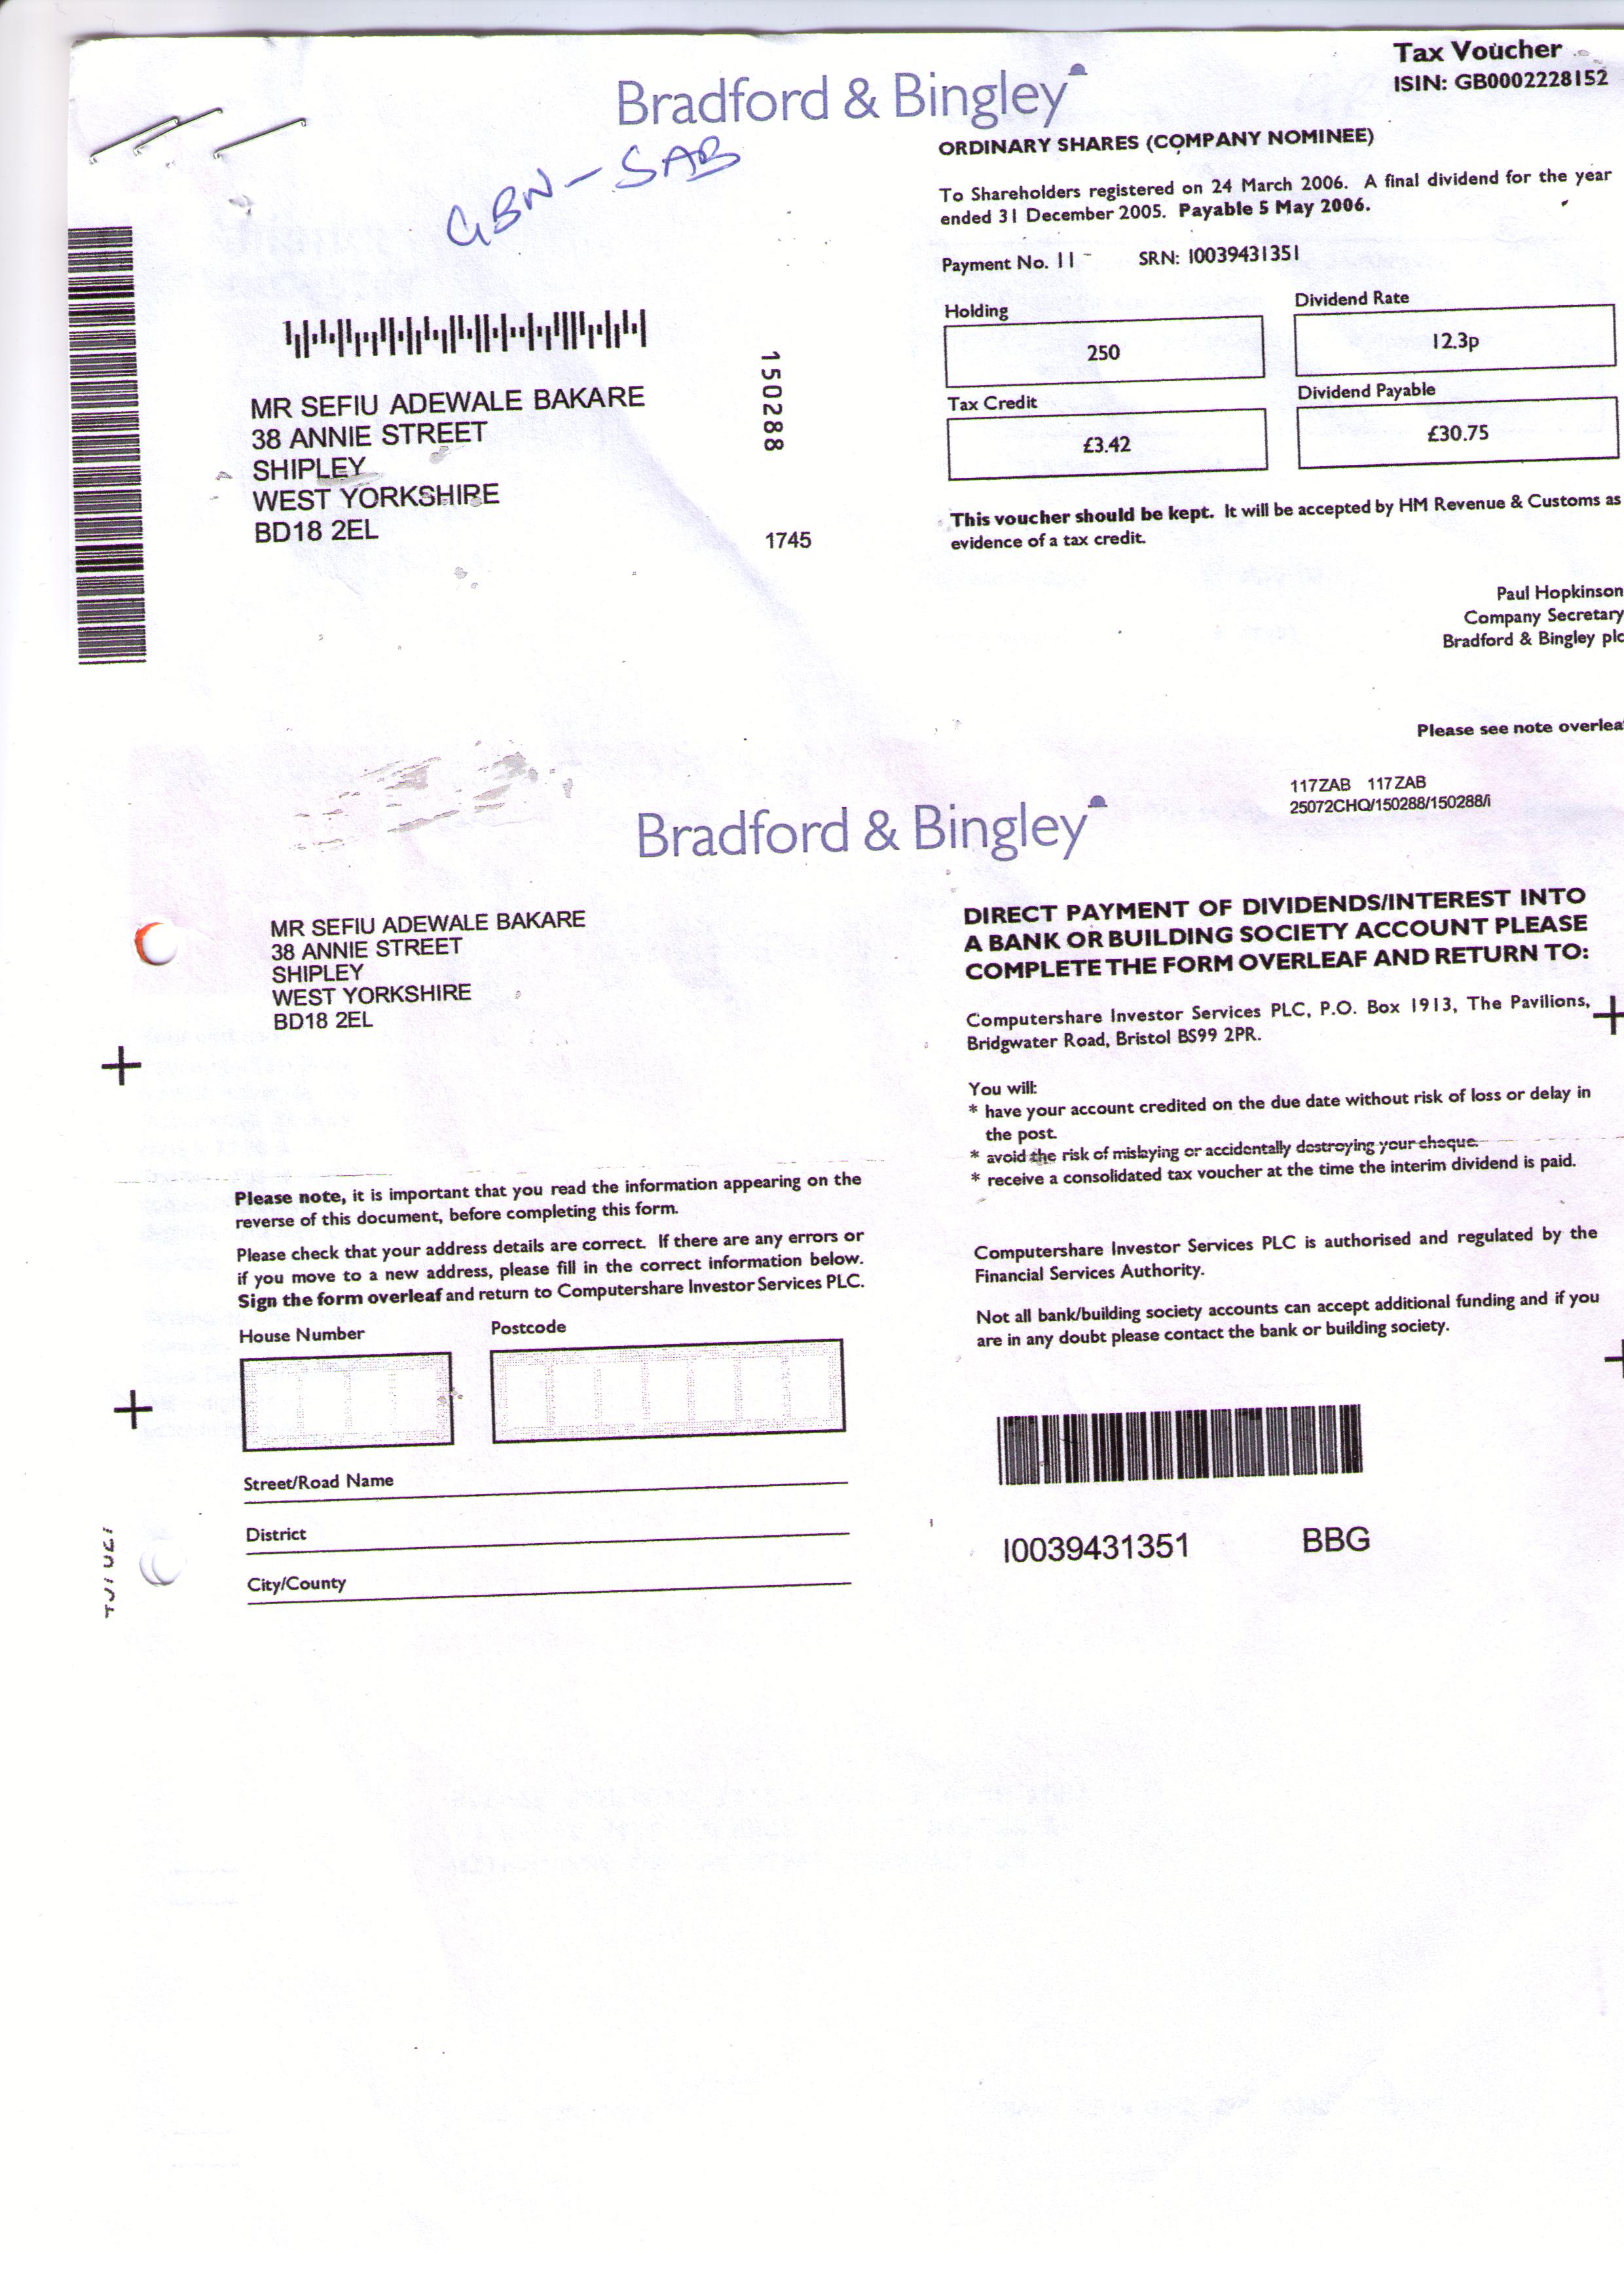 Tax Voucher
ISIN: GB0002228152
Bradford & Bingley
GBN - SAB
ORDINARY SHARES (COMPANY NOMINEE)
To Shareholders registered on 24 March 2006. A final dividend for the year
ended 31 December 2005. Payable 5 May 2006.
Payment No. 11 SRN: I0039431351
Holding Dividend Rate
250 12.3p
Tax Credit Dividend Payable
£3.42 £30.75
MR SEFIU ADEWALE BAKARE
38 ANNIE STREET
SHIPLEY
WEST YORKSHIRE
BD18 2EL
150288
1745
This voucher should be kept. It will be accepted by HM Revenue & Customs as
evidence of a tax credit.
Paul Hopkinson
Company Secretary
Bradford & Bingley plc
Please see note overlea
117ZAB 117ZAB
25072CHQ/150288/150288/i
Bradford & Bingley
MR SEFIU ADEWALE BAKARE
38 ANNIE STREET
SHIPLEY
WEST YORKSHIRE
BD18 2EL
DIRECT PAYMENT OF DIVIDENDS/INTEREST INTO
A BANK OR BUILDING SOCIETY ACCOUNT PLEASE
COMPLETE THE FORM OVERLEAF AND RETURN TO:
Computershare Investor Services PLC, P.O. Box 1913, The Pavilions,
Bridgwater Road, Bristol BS99 2PR.
You will:
* have your account credited on the due date without risk of loss or delay in
the post.
* avoid the risk of mislaying or accidentally destroying your cheque.
* receive a consolidated tax voucher at the time the interim dividend is paid.
Please note, it is important that you read the information appearing on the
reverse of this document, before completing this form.
Please check that your address details are correct. If there are any errors or
if you move to a new address, please fill in the correct information below.
Sign the form overleaf and return to Computershare Investor Services PLC.
Computershare Investor Services PLC is authorised and regulated by the
Financial Services Authority.
Not all bank/building society accounts can accept additional funding and if you
are in any doubt please contact the bank or building society.
House Number Postcode
Street/Road Name
District
City/County
I0039431351 BBG